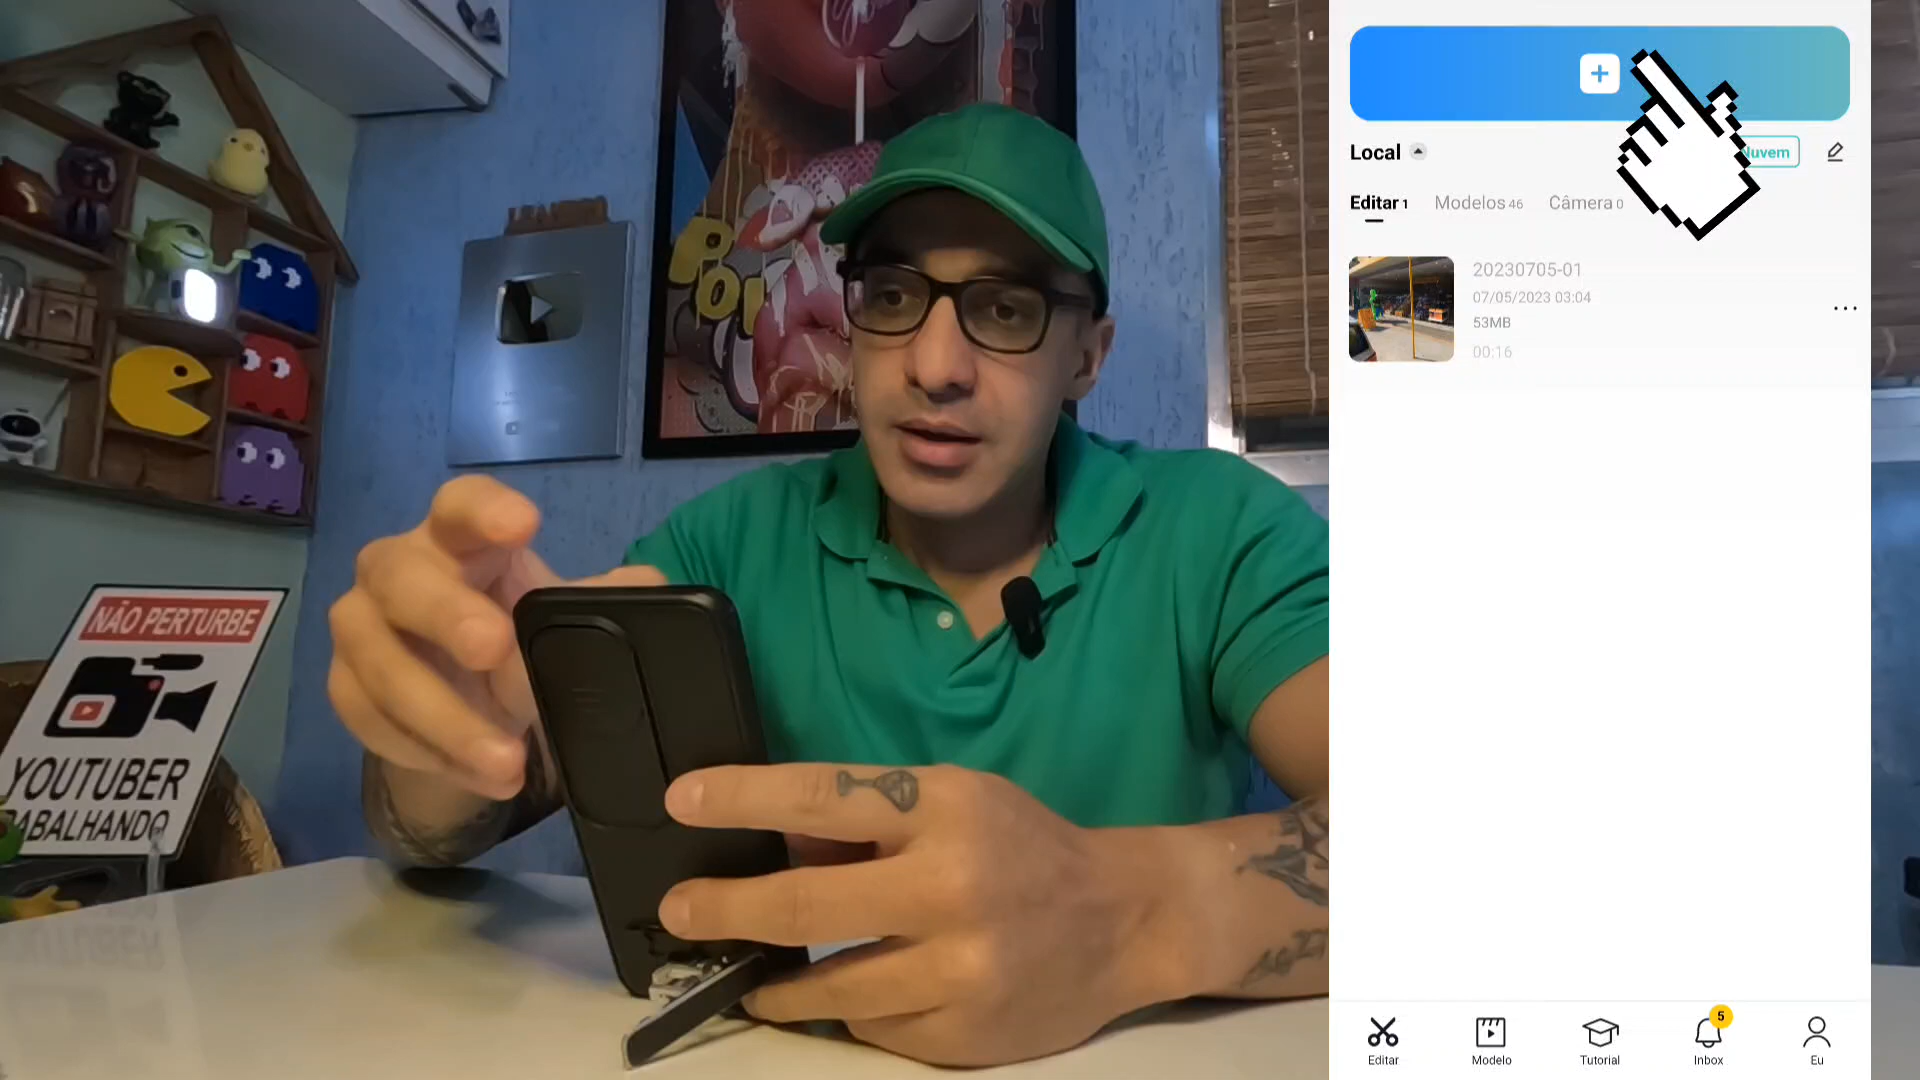 NÃO PERTURBE
YOUTUBER
RABALHANDO
Local
Nuvem
Editar 1
Modelos 46
Câmera 0
20230705-01
07/05/2023 03:04
53MB
00:16
Editar
Modelo
Tutorial
5
Inbox
Eu